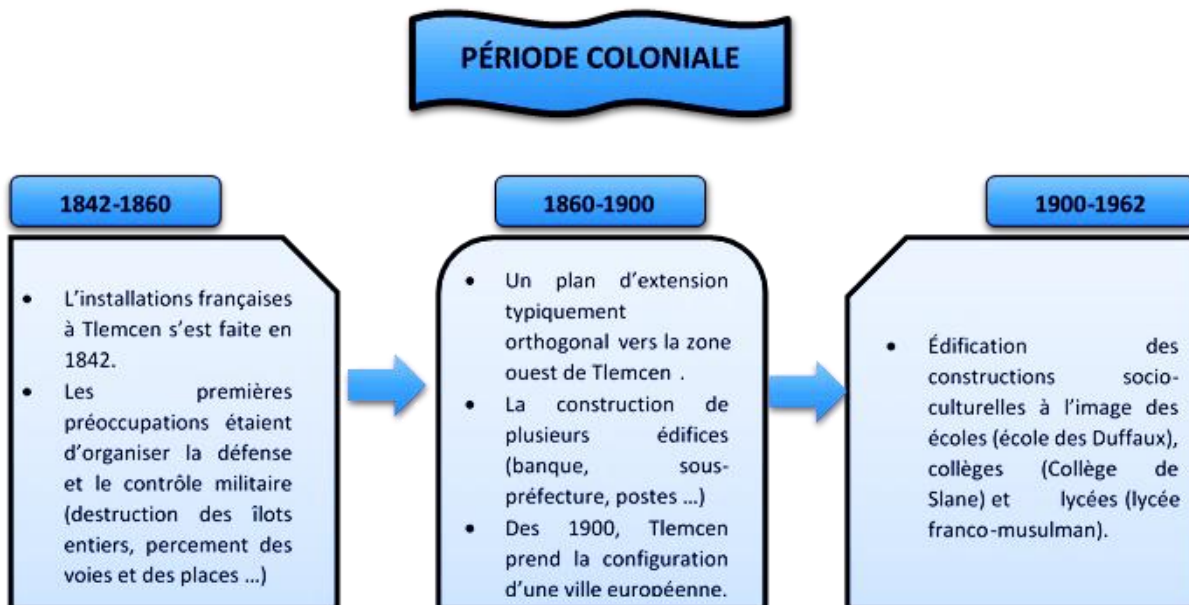 PÉRIODE COLONIALE
1842-1860
L’installations françaises
à Tlemcen s’est faite en
1842.
Les premières
préoccupations étaient
d’organiser la défense
et le contrôle militaire
(destruction des îlots
entiers, percement des
voies et des places …)
1860-1900
Un plan d’extension
typiquement
orthogonal vers la zone
ouest de Tlemcen .
La construction de
plusieurs édifices
(banque, sous-
préfecture, postes …)
Des 1900, Tlemcen
prend la configuration
d’une ville européenne.
1900-1962
Édification des
constructions socio-
culturelles à l’image des
écoles (école des Duffaux),
collèges (Collège de
Slane) et lycées (lycée
franco-musulman).